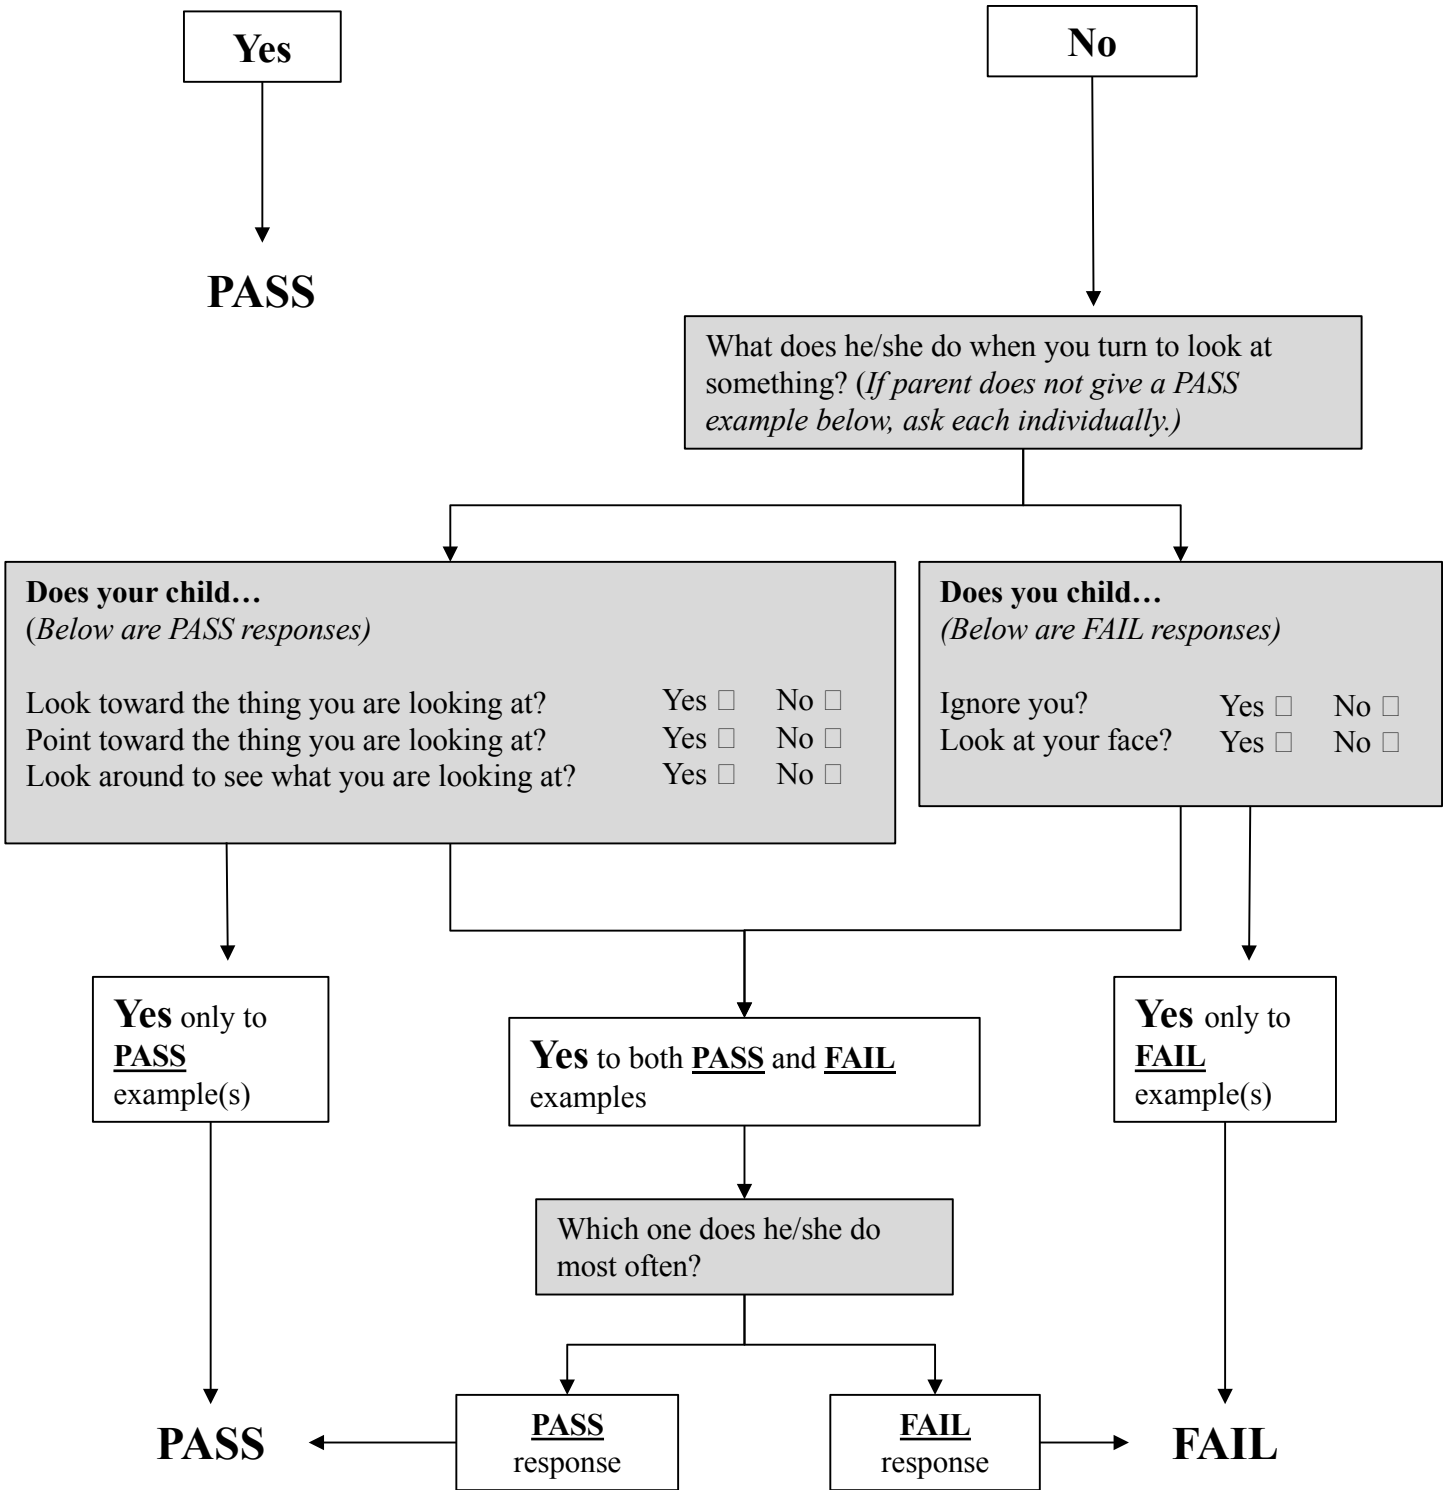 Yes
No
PASS
What does he/she do when you turn to look at
something? (If parent does not give a PASS
example below, ask each individually.)
Does your child…
(Below are PASS responses)
Look toward the thing you are looking at? Yes □ No □
Point toward the thing you are looking at? Yes □ No □
Look around to see what you are looking at? Yes □ No □
Does you child…
(Below are FAIL responses)
Ignore you? Yes □ No □
Look at your face? Yes □ No □
Yes only to
PASS
example(s)
Yes to both PASS and FAIL
examples
Yes only to
FAIL
example(s)
Which one does he/she do
most often?
PASS
PASS
response
FAIL
response
FAIL